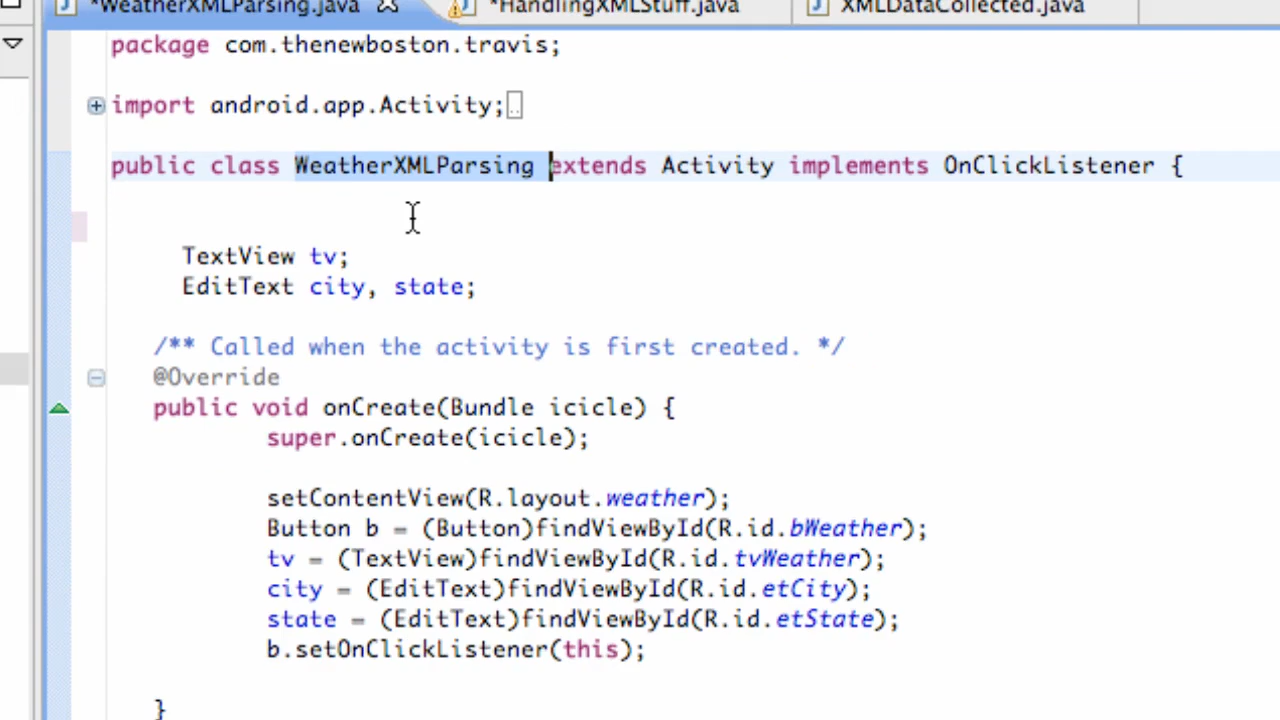 *WeatherXMLParsing.java *HandlingXMLStuff.java XMLDataCollected.java
package com.thenewboston.travis;
import android.app.Activity;
public class WeatherXMLParsing extends Activity implements OnClickListener {
TextView tv;
EditText city, state;
/** Called when the activity is first created. */
@Override
public void onCreate(Bundle icicle) {
super.onCreate(icicle);
setContentView(R.layout.weather);
Button b = (Button)findViewById(R.id.bWeather);
tv = (TextView)findViewById(R.id.tvWeather);
city = (EditText)findViewById(R.id.etCity);
state = (EditText)findViewById(R.id.etState);
b.setOnClickListener(this);
}